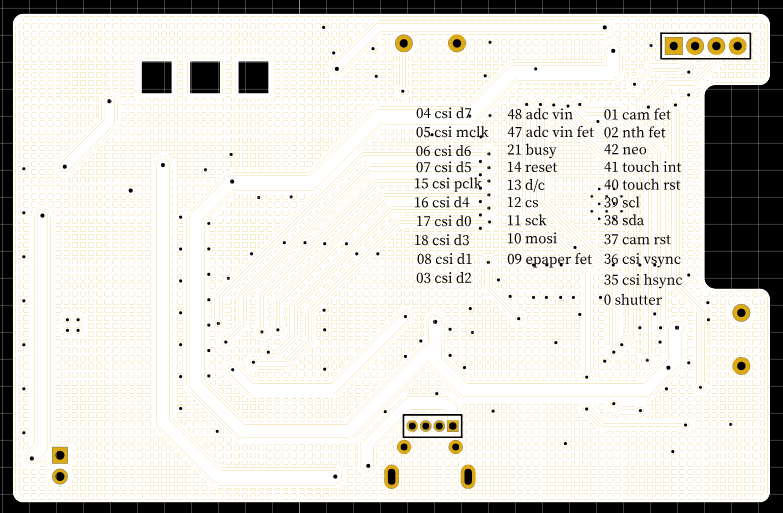 04 csi d7
05 csi mclk
06 csi d6
07 csi d5
15 csi pclk
16 csi d4
17 csi d0
18 csi d3
08 csi d1
03 csi d2
48 adc vin
47 adc vin fet
21 busy
14 reset
13 d/c
12 cs
11 sck
10 mosi
09 epaper fet
01 cam fet
02 nth fet
42 neo
41 touch int
40 touch rst
39 scl
38 sda
37 cam rst
36 csi vsync
35 csi hsync
0 shutter